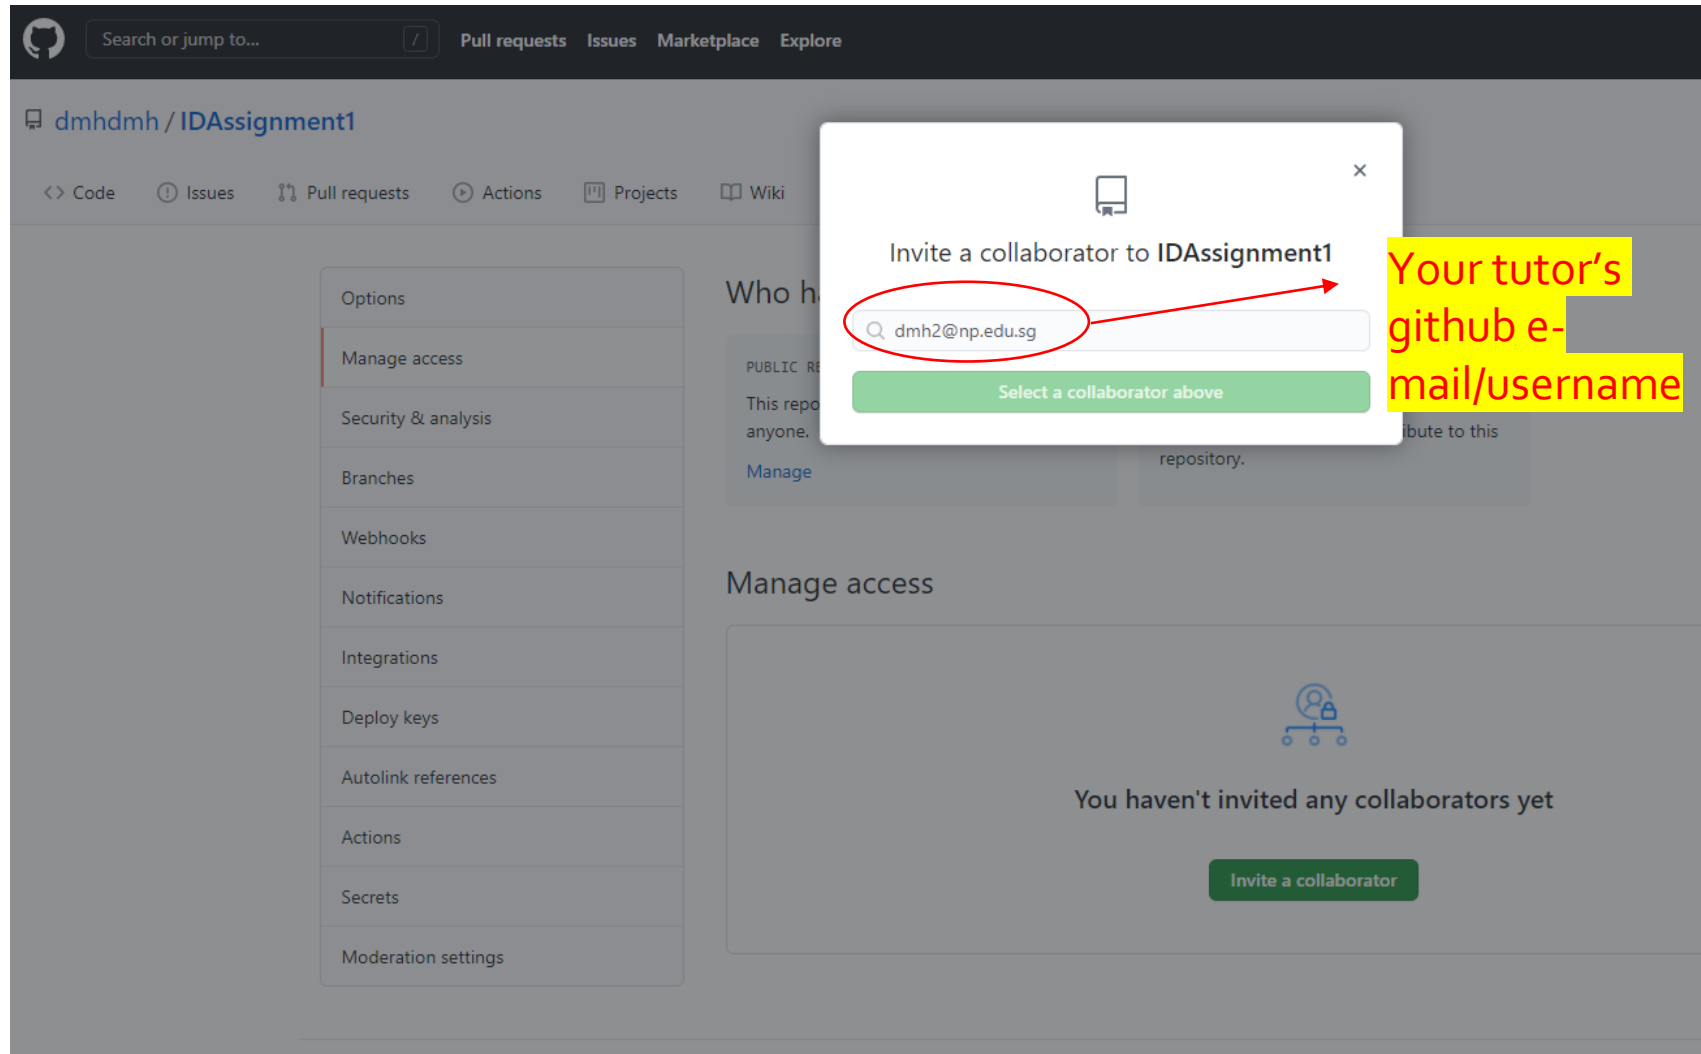 Search or jump to... /
Pull requests Issues Marketplace Explore
dmhdmh / IDAssignment1
Code Issues Pull requests Actions Projects Wiki
Invite a collaborator to IDAssignment1
dmh2@np.edu.sg
Select a collaborator above
Your tutor’s
github e-
mail/username
Options
Manage access
Security & analysis
Branches
Webhooks
Notifications
Integrations
Deploy keys
Autolink references
Actions
Secrets
Moderation settings
Who ha
PUBLIC RE
This repo
anyone.
Manage
ibute to this
repository.
Manage access
You haven't invited any collaborators yet
Invite a collaborator